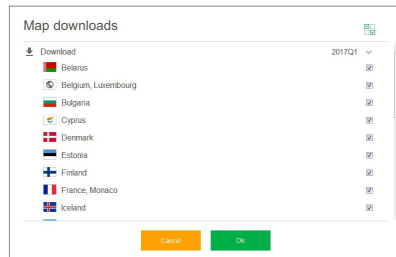 Map downloads
Download 2017Q1
Belarus
Belgium, Luxembourg
Bulgaria
Cyprus
Denmark
Estonia
Finland
France, Monaco
Iceland
Cancel Ok